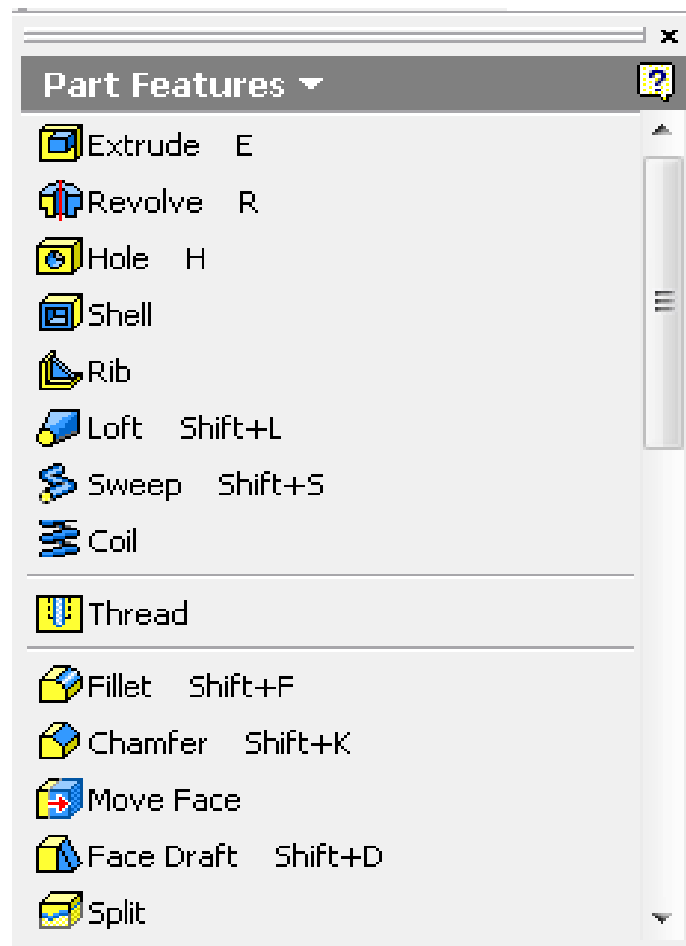 Part Features
Extrude E
Revolve R
Hole H
Shell
Rib
Loft Shift+L
Sweep Shift+S
Coil
Thread
Fillet Shift+F
Chamfer Shift+K
Move Face
Face Draft Shift+D
Split